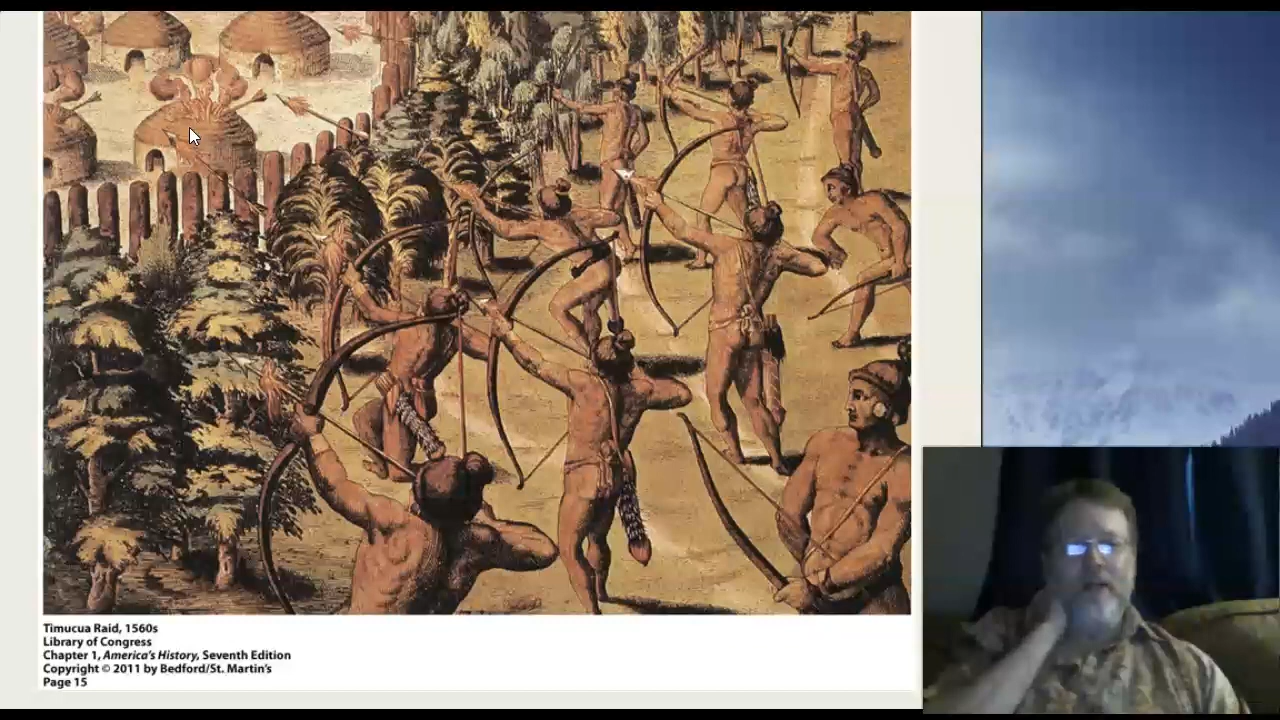 Timucua Raid, 1560s
Library of Congress
Chapter 1, America's History, Seventh Edition
Copyright © 2011 by Bedford/St. Martin's
Page 15